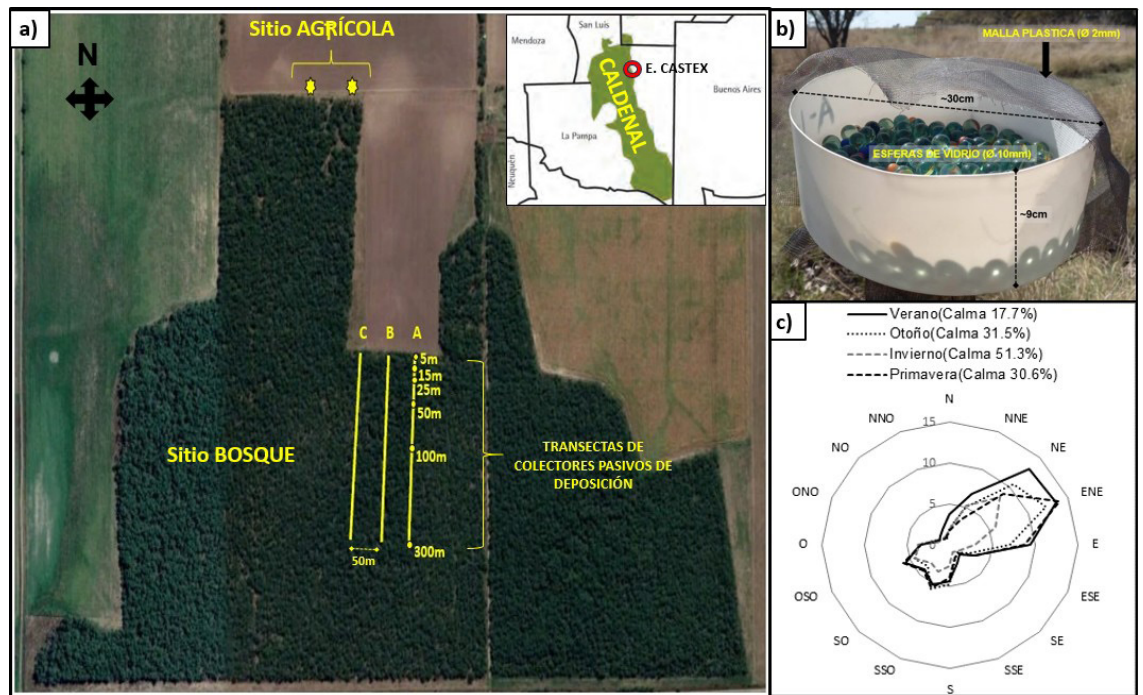 a)
N
Sitio AGRÍCOLA
San Luis
Mendoza
E. CASTEX
CALDENAL
Buenos Aires
La Pampa
Neuquén
C B A
5m
15m
25m
50m
100m
300m
50m
Sitio BOSQUE
TRANSECTAS DE
COLECTORES PASIVOS DE
DEPOSICIÓN
b)
MALLA PLASTICA (Ø 2mm)
~30cm
ESFERAS DE VIDRIO (Ø 10mm)
~9cm
c)
Verano(Calma 17.7%)
Otoño(Calma 31.5%)
Invierno(Calma 51.3%)
Primavera(Calma 30.6%)
N
NNO
NNE
NO
NE
ONO
ENE
O
E
OSO
ESE
SO
SE
SSO
SSE
S
15
10
5
0